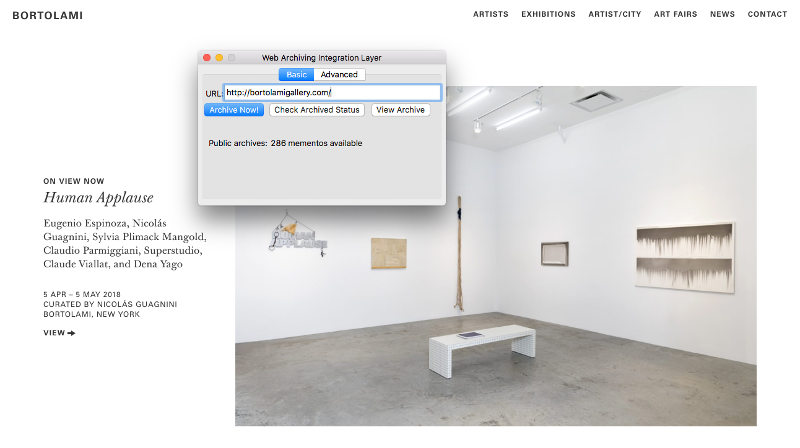 BORTOLAMI
ARTISTS EXHIBITIONS ARTIST/CITY ART FAIRS NEWS CONTACT
Web Archiving Integration Layer
Basic Advanced
URL: http://bortolamigallery.com/
Archive Now! Check Archived Status View Archive
Public archives: 286 mementos available
ON VIEW NOW
Human Applause
Eugenio Espinoza, Nicolás
Guagnini, Sylvia Plimack Mangold,
Claudio Parmiggiani, Superstudio,
Claude Viallat, and Dena Yago
5 APR – 5 MAY 2018
CURATED BY NICOLÁS GUAGNINI
BORTOLAMI, NEW YORK
VIEW ➔
HUMAN
APPLAUSE